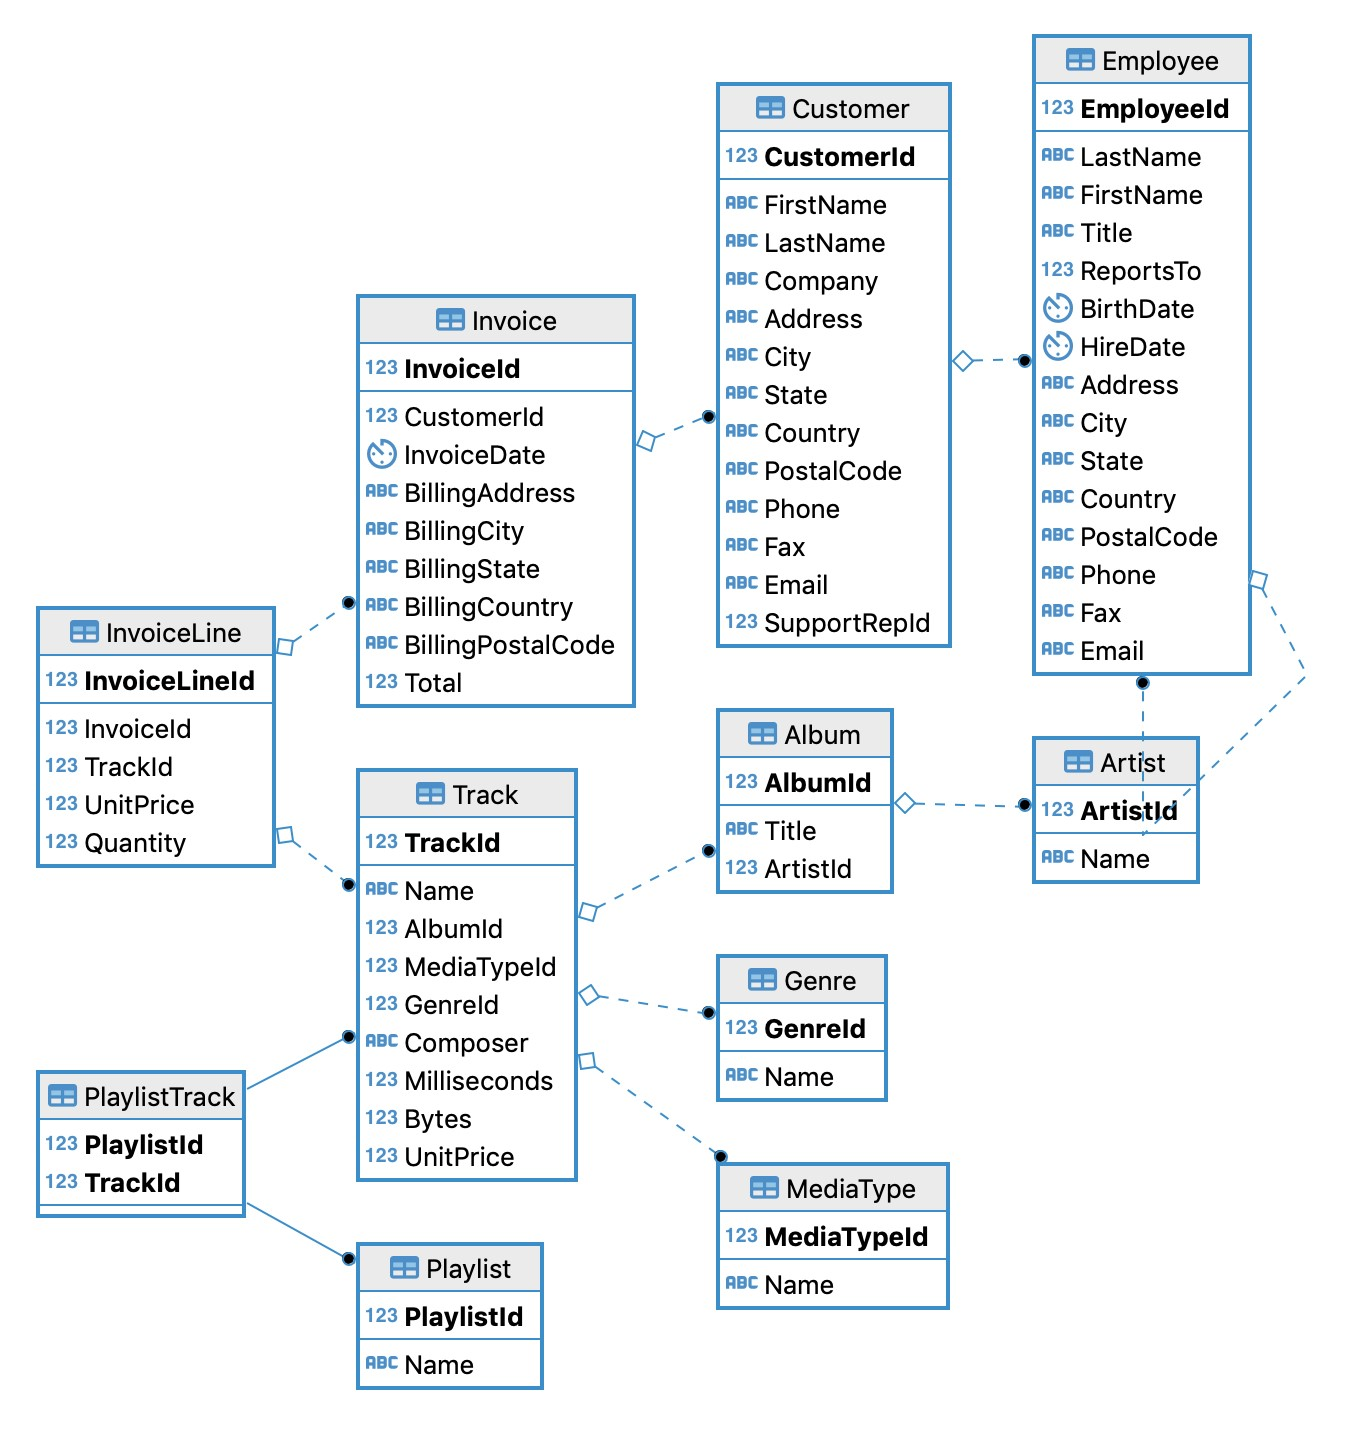 Employee
123 EmployeeId
ABC LastName
ABC FirstName
ABC Title
123 ReportsTo
BirthDate
HireDate
ABC Address
ABC City
ABC State
ABC Country
ABC PostalCode
ABC Phone
ABC Fax
ABC Email
Customer
123 CustomerId
ABC FirstName
ABC LastName
ABC Company
ABC Address
ABC City
ABC State
ABC Country
ABC PostalCode
ABC Phone
ABC Fax
ABC Email
123 SupportRepId
Invoice
123 InvoiceId
123 CustomerId
InvoiceDate
ABC BillingAddress
ABC BillingCity
ABC BillingState
ABC BillingCountry
ABC BillingPostalCode
123 Total
InvoiceLine
123 InvoiceLineId
123 InvoiceId
123 TrackId
123 UnitPrice
123 Quantity
Track
123 TrackId
ABC Name
123 AlbumId
123 MediaTypeId
123 GenreId
ABC Composer
123 Milliseconds
123 Bytes
123 UnitPrice
Album
123 AlbumId
ABC Title
123 ArtistId
Artist
123 ArtistId
ABC Name
Genre
123 GenreId
ABC Name
MediaType
123 MediaTypeId
ABC Name
PlaylistTrack
123 PlaylistId
123 TrackId
Playlist
123 PlaylistId
ABC Name